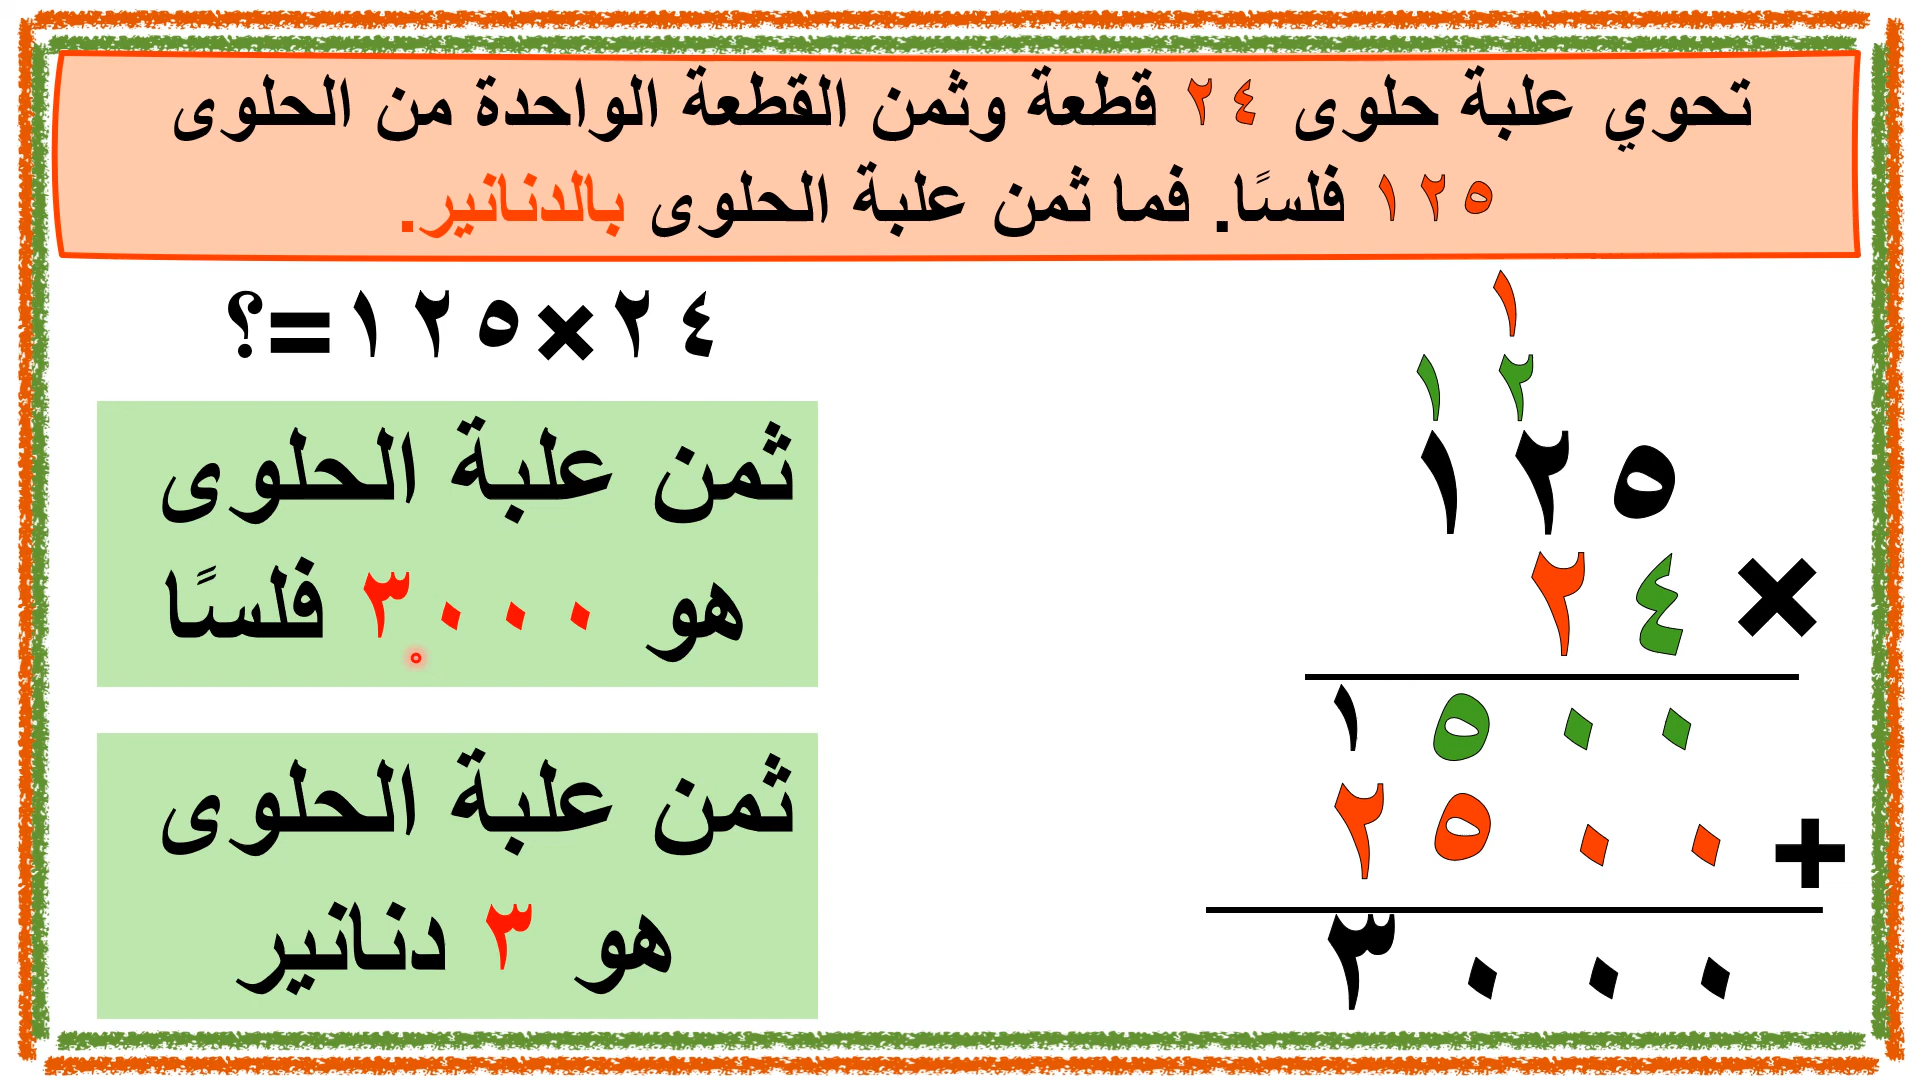 تحوي علبة حلوى ٢٤ قطعة وثمن القطعة الواحدة من الحلوى
١٢٥ فلسًا. فما ثمن علبة الحلوى بالدنانير.
٢٤×١٢٥=؟
ثمن علبة الحلوى
هو ٣٠٠٠ فلسًا
ثمن علبة الحلوى
هو ٣ دنانير
١
١ ٢
١٢٥
× ٢٤
١٥٠٠
+ ٢٥٠٠
٣٠٠٠